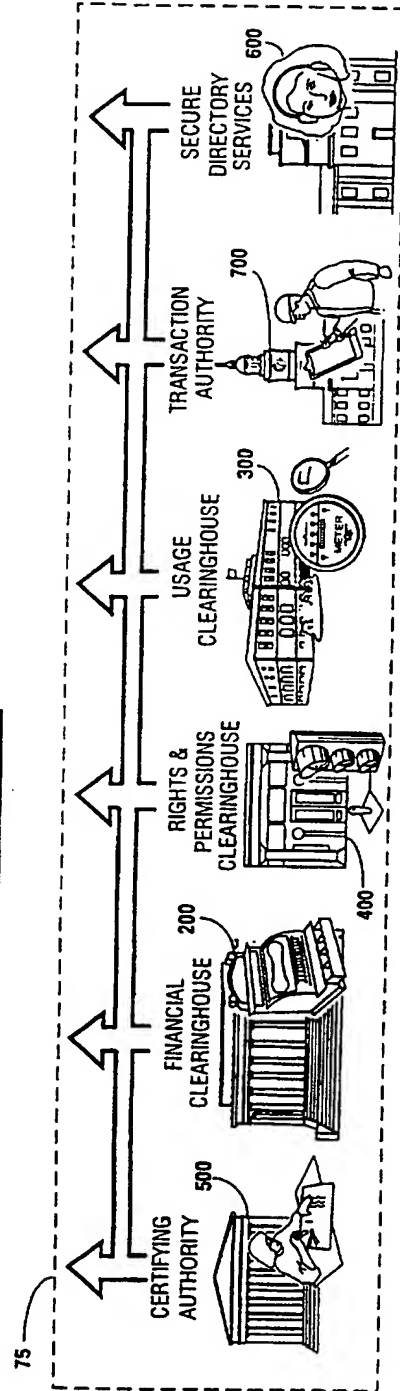 75
CERTIFYING
AUTHORITY
500
FINANCIAL
CLEARINGHOUSE
200
RIGHTS &
PERMISSIONS
CLEARINGHOUSE
400
USAGE
CLEARINGHOUSE
300
METER
TRANSACTION
AUTHORITY
700
SECURE
DIRECTORY
SERVICES
600